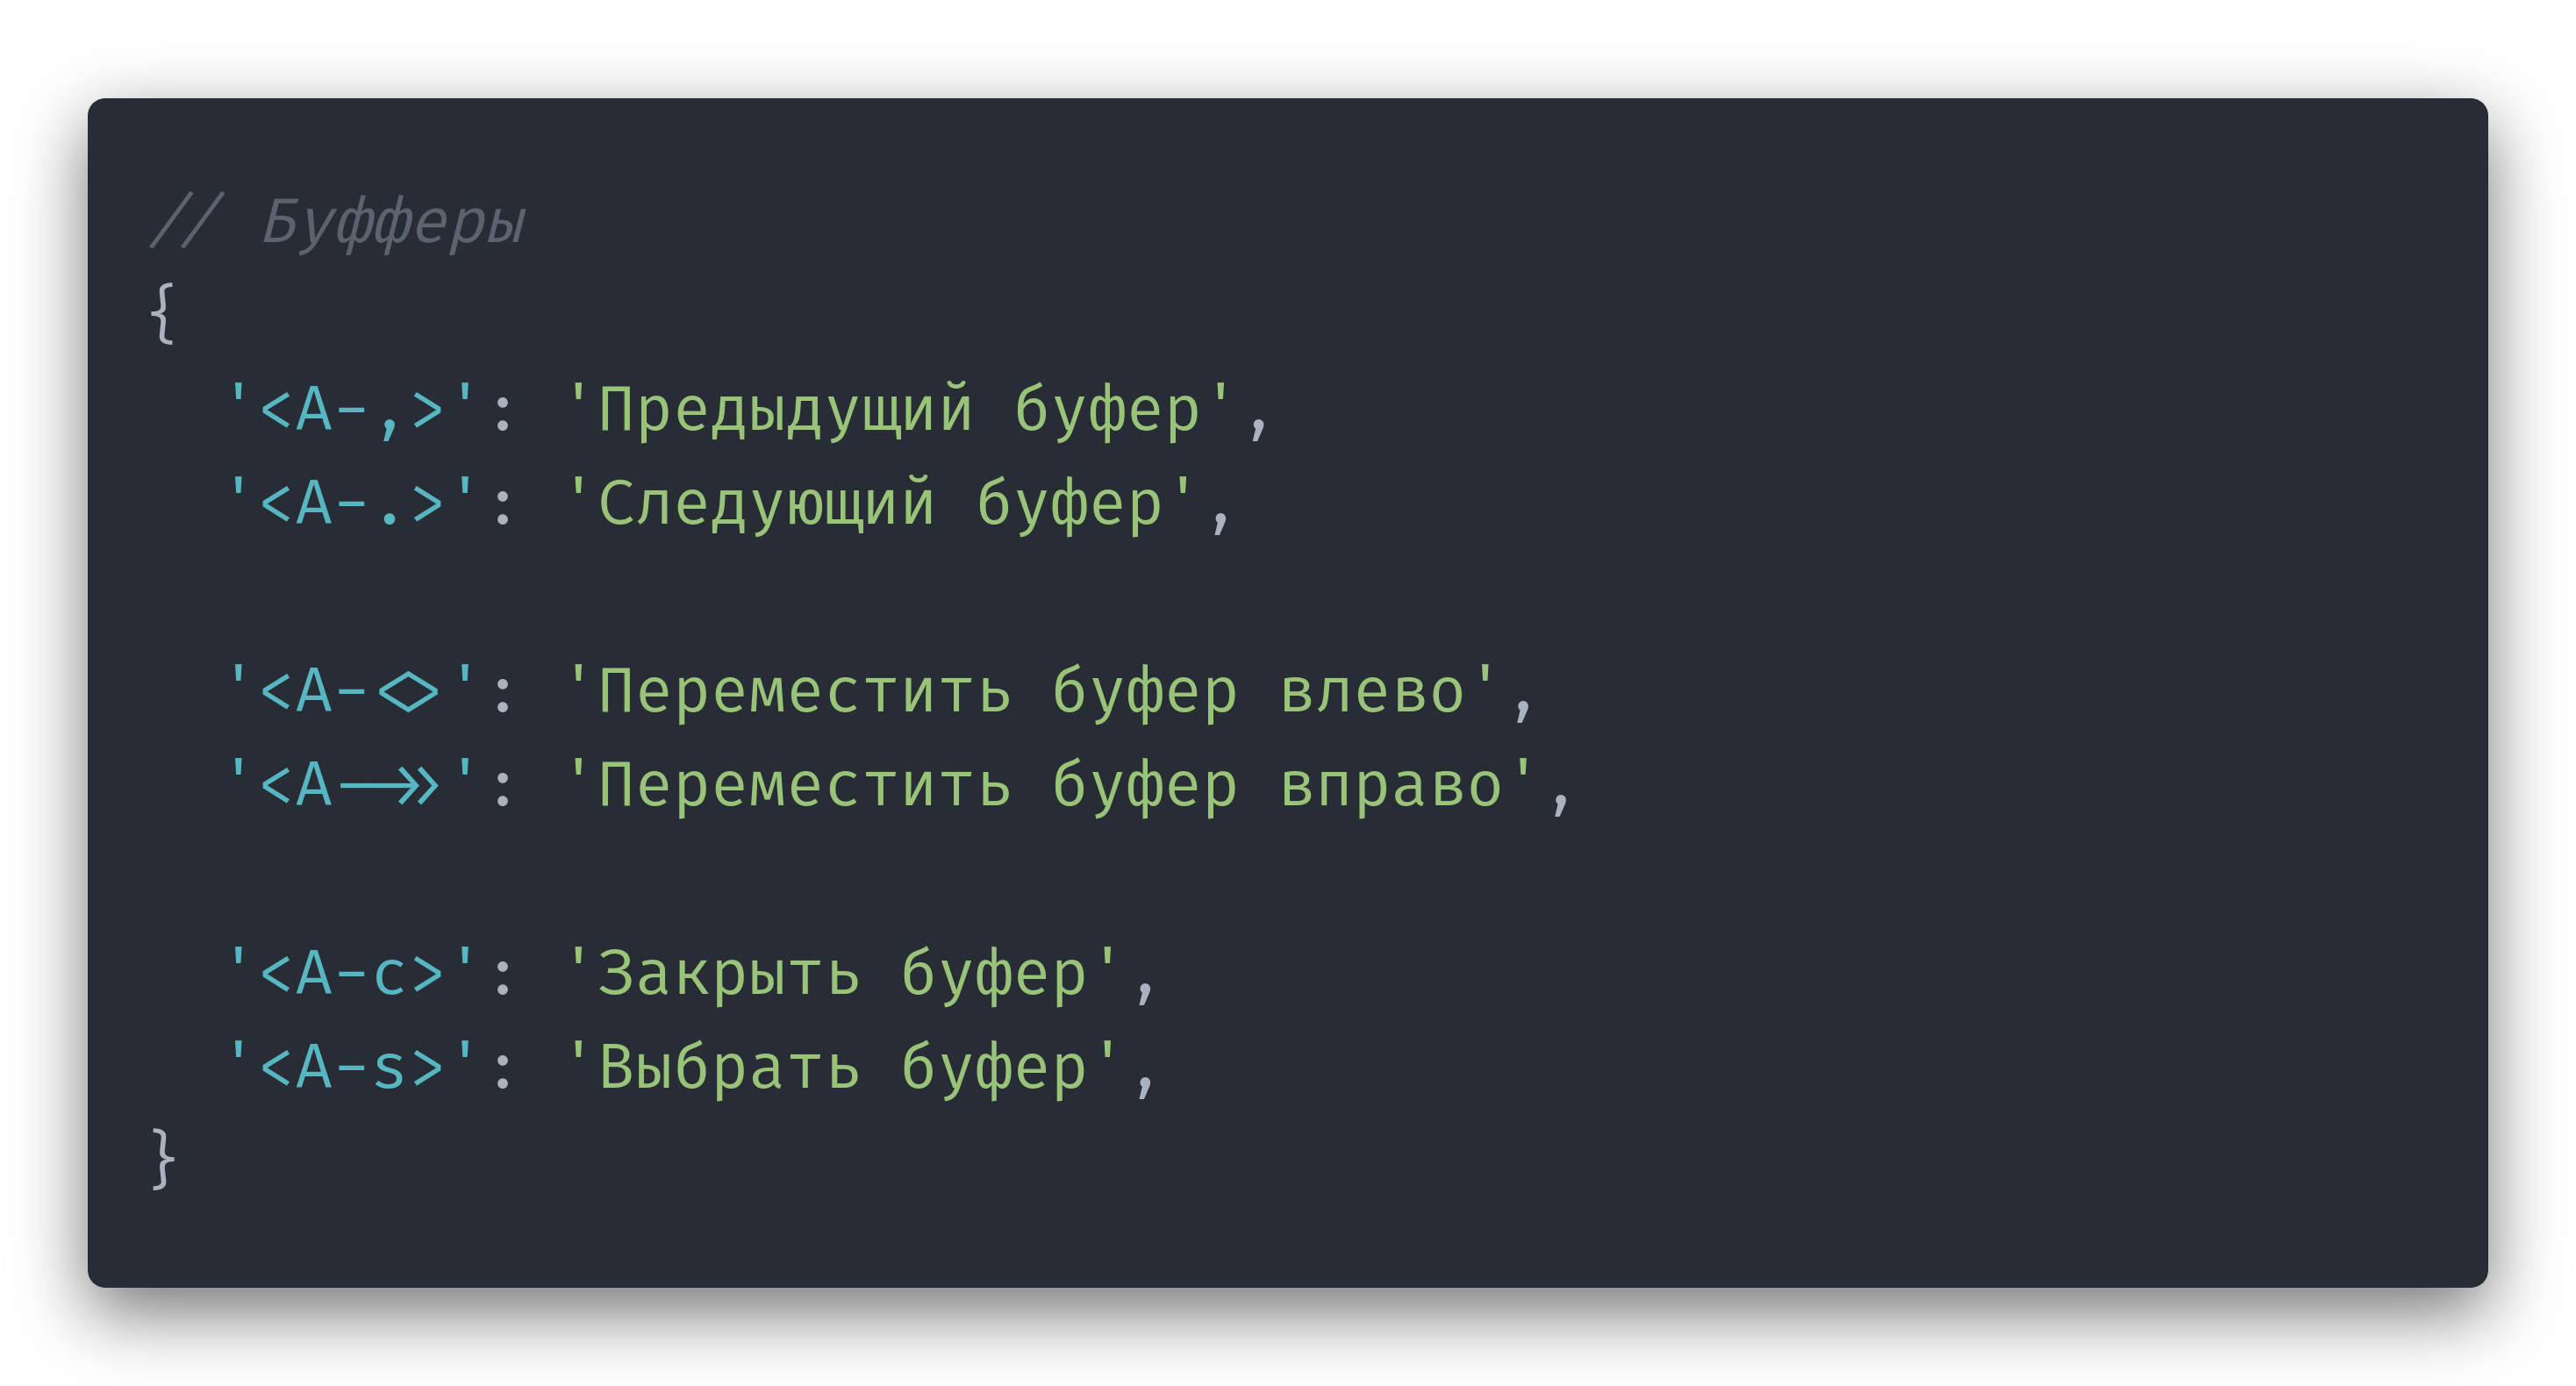 // Буфферы
{
  '<A-,>': 'Предыдущий буфер',
  '<A-.>': 'Следующий буфер',
  '<A-<>': 'Переместить буфер влево',
  '<A->>': 'Переместить буфер вправо',
  '<A-c>': 'Закрыть буфер',
  '<A-s>': 'Выбрать буфер',
}